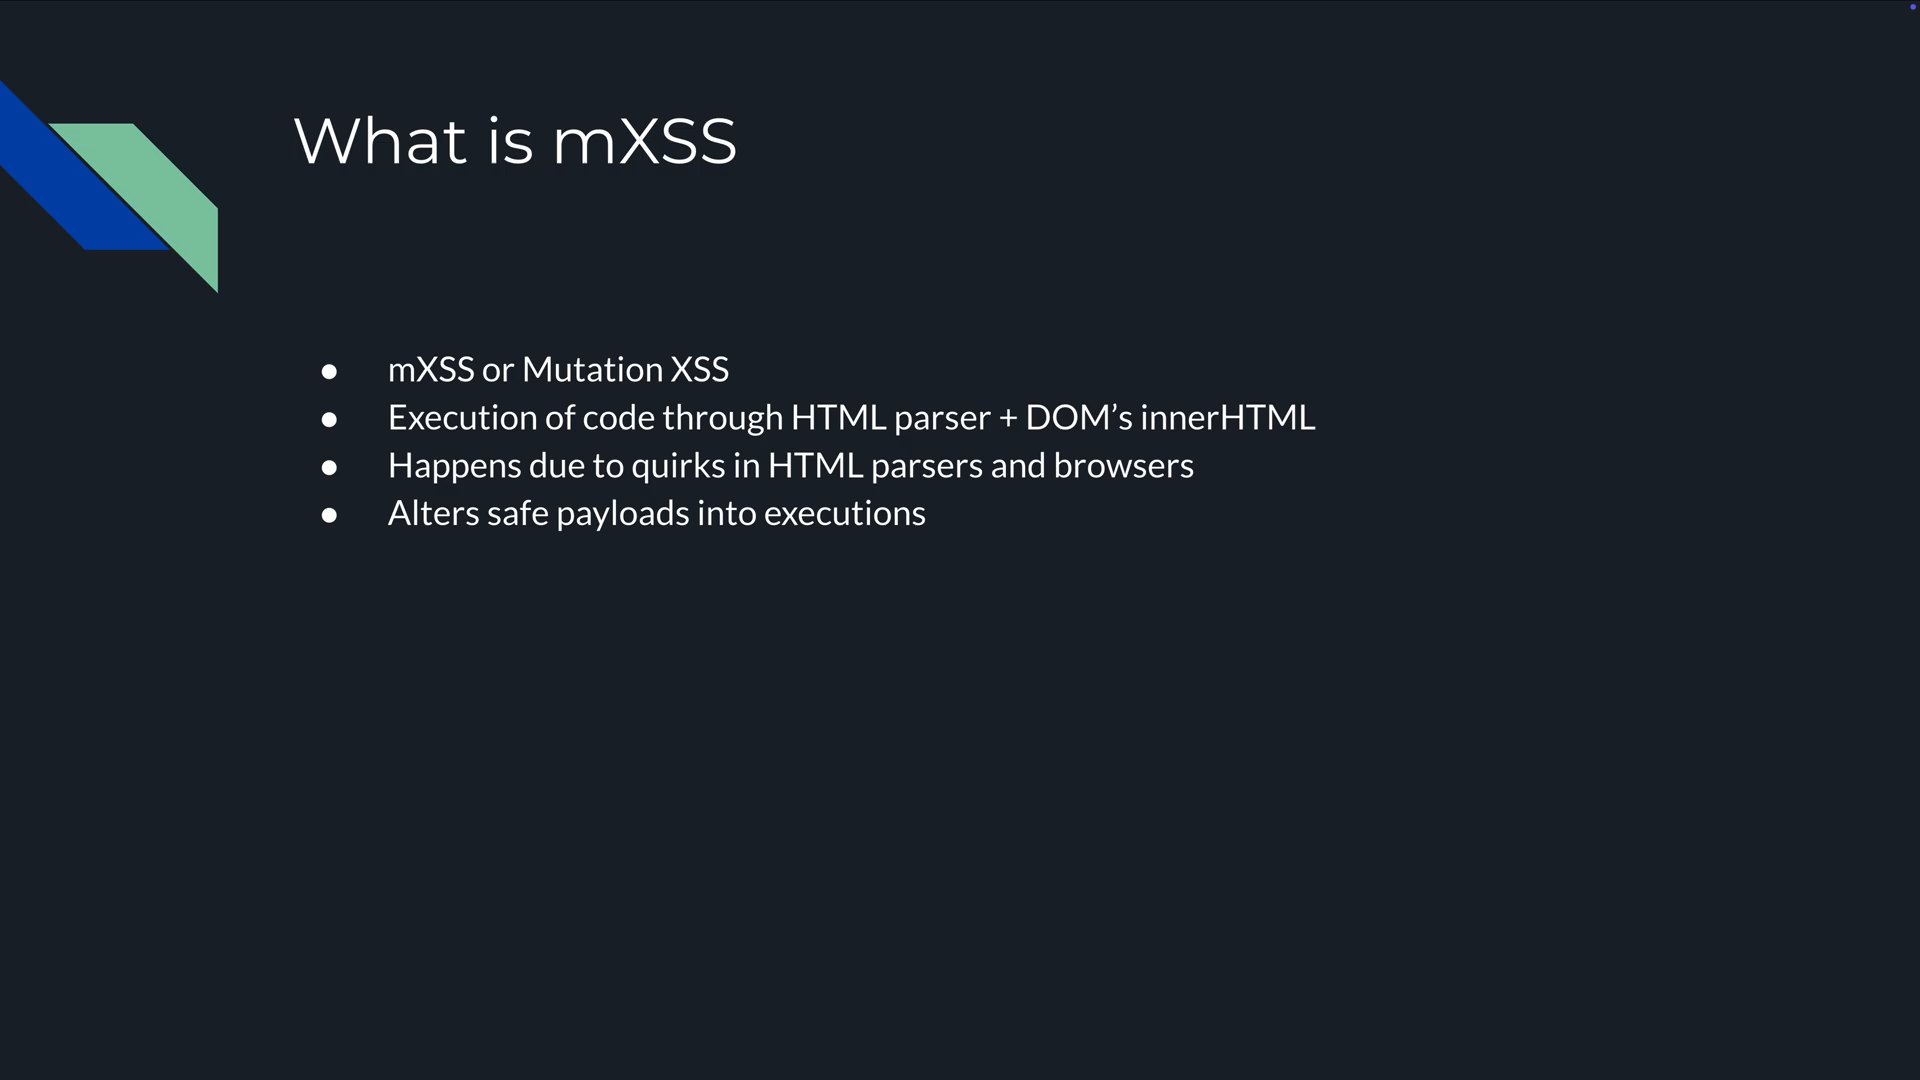 What is mXSS
● mXSS or Mutation XSS
● Execution of code through HTML parser + DOM’s innerHTML
● Happens due to quirks in HTML parsers and browsers
● Alters safe payloads into executions